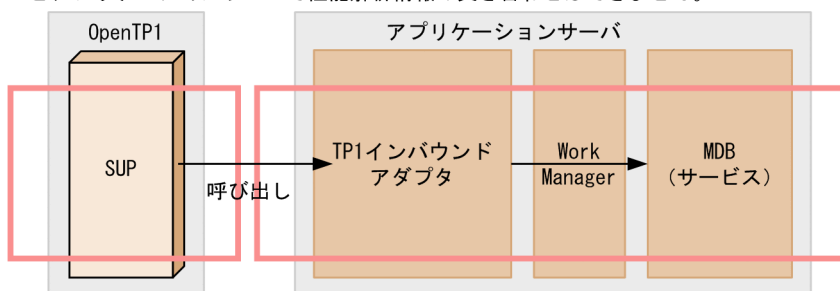 OpenTP1
アプリケーションサーバ
SUP
呼び出し
TP1インバウンド
アダプタ
Work
Manager
MDB
（サービス）